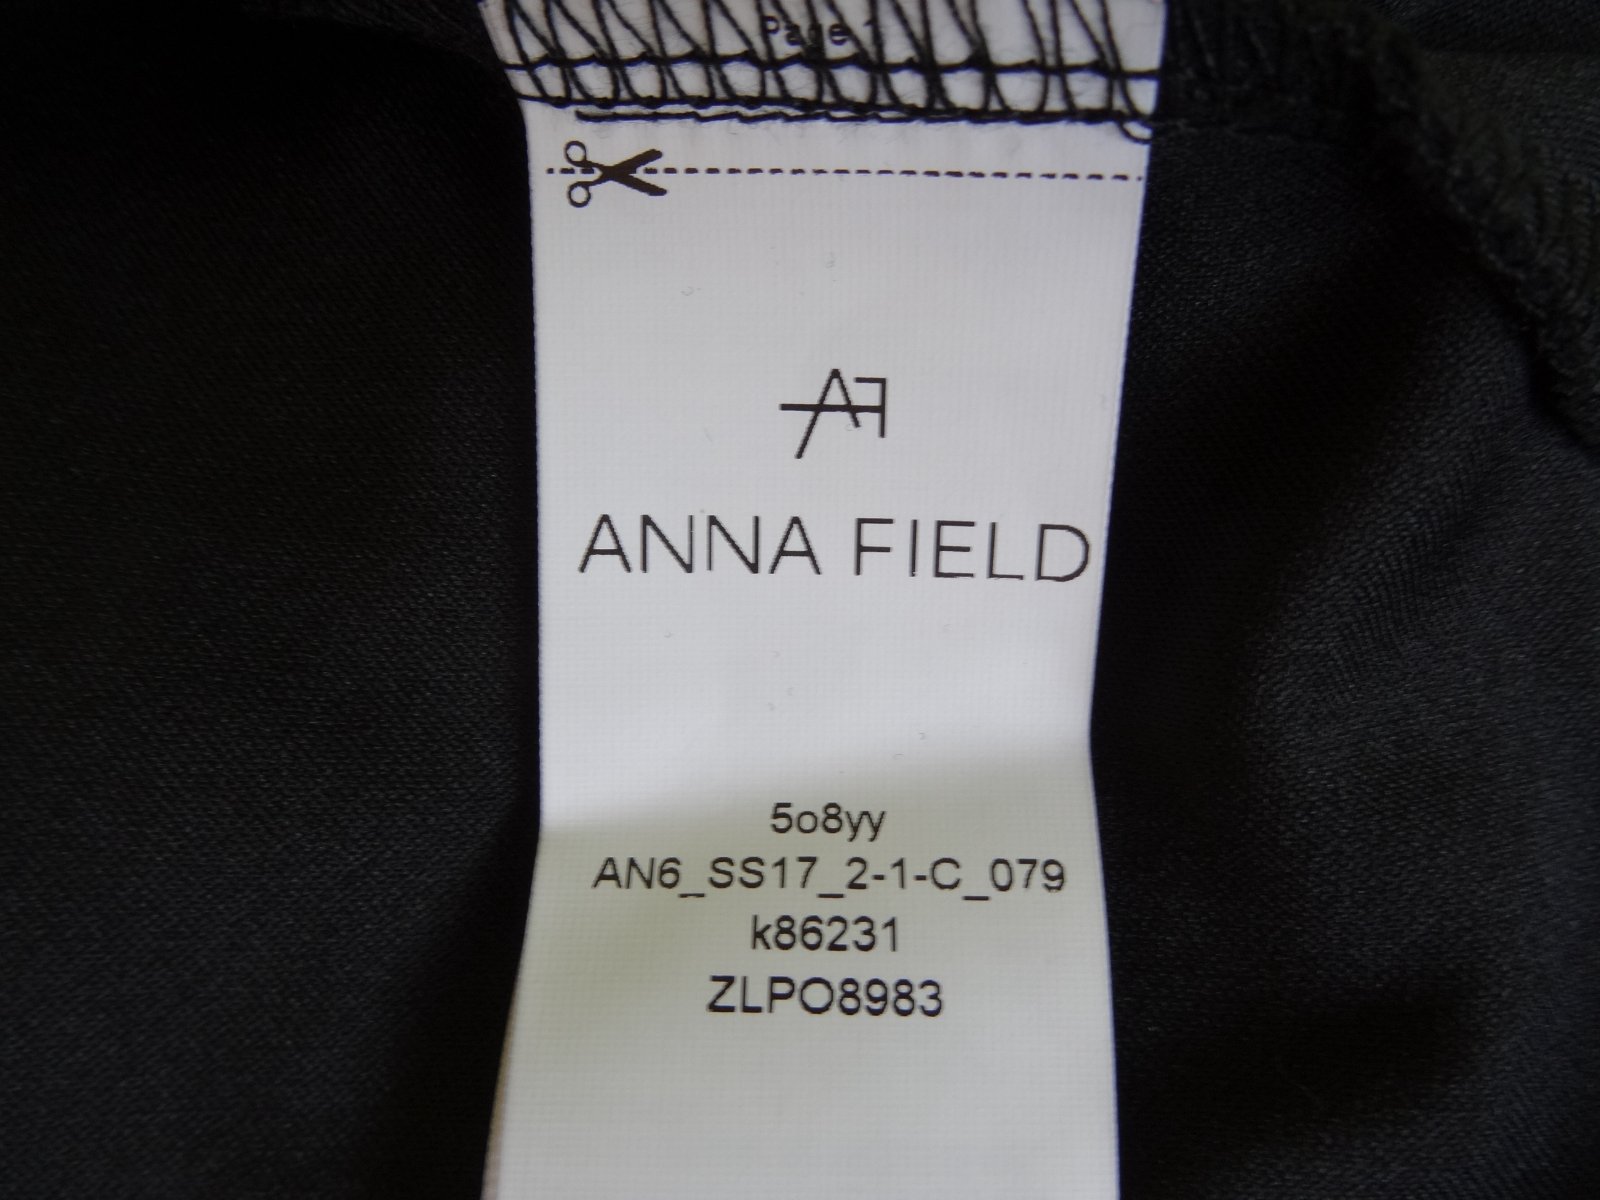 Page 1
AF
ANNA FIELD
5o8yy
AN6_SS17_2-1-C_079
k86231
ZLPO8983